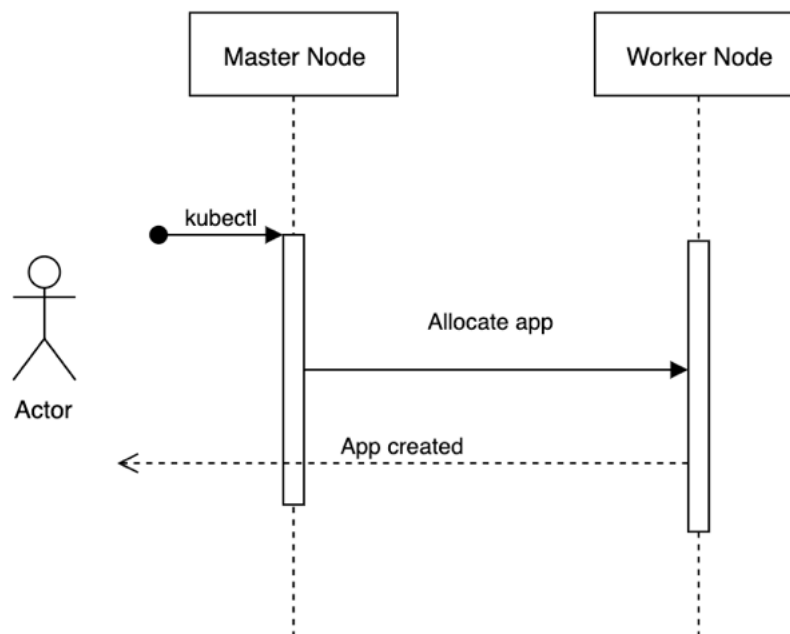 Master Node
Worker Node
kubectl
Allocate app
Actor
App created